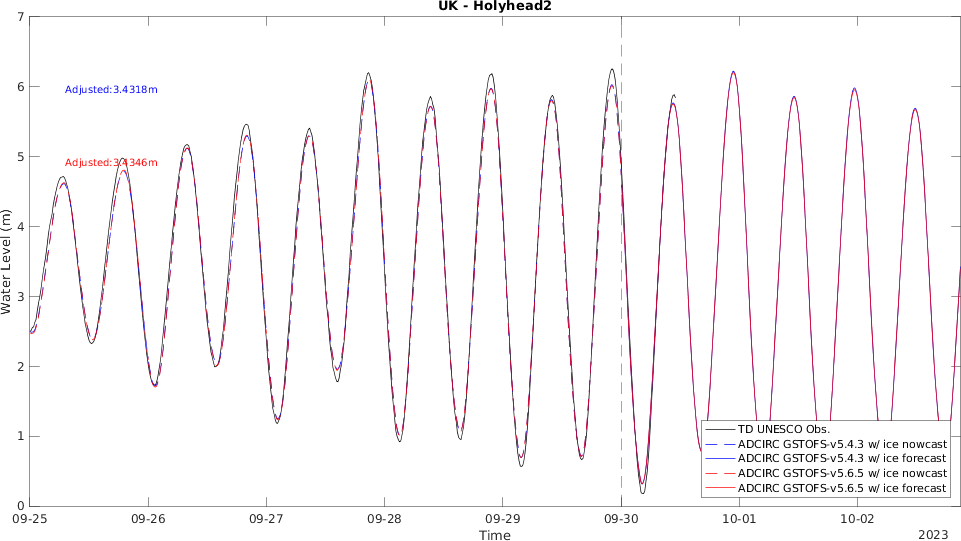 UK - Holyhead2
7
6
5
4
3
2
1
0
Water Level (m)
Adjusted:3.4318m
Adjusted:3.4346m
TD UNESCO Obs.
ADCIRC GSTOFS-v5.4.3 w/ ice nowcast
ADCIRC GSTOFS-v5.4.3 w/ ice forecast
ADCIRC GSTOFS-v5.6.5 w/ ice nowcast
ADCIRC GSTOFS-v5.6.5 w/ ice forecast
09-25 09-26 09-27 09-28 09-29 09-30 10-01 10-02
Time
2023